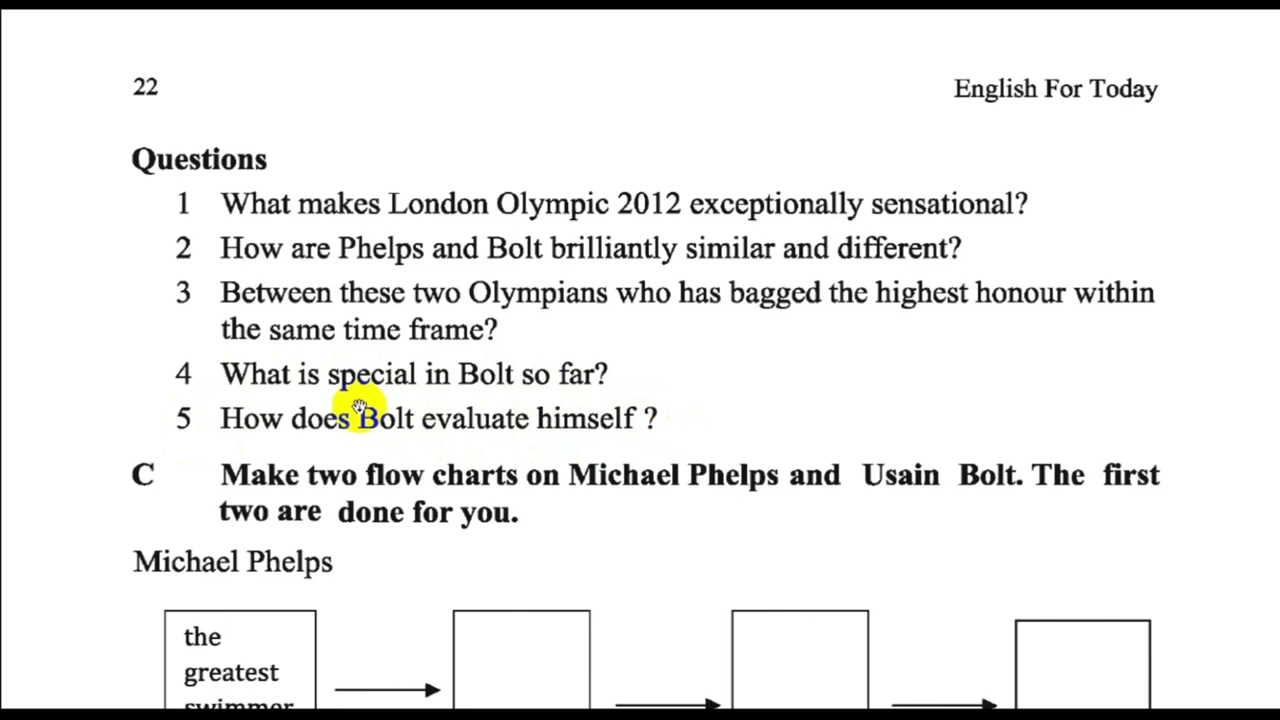 22 English For Today
Questions
1 What makes London Olympic 2012 exceptionally sensational?
2 How are Phelps and Bolt brilliantly similar and different?
3 Between these two Olympians who has bagged the highest honour within
the same time frame?
4 What is special in Bolt so far?
5 How does Bolt evaluate himself ?
C Make two flow charts on Michael Phelps and Usain Bolt. The first
two are done for you.
Michael Phelps
the
greatest
swimmer